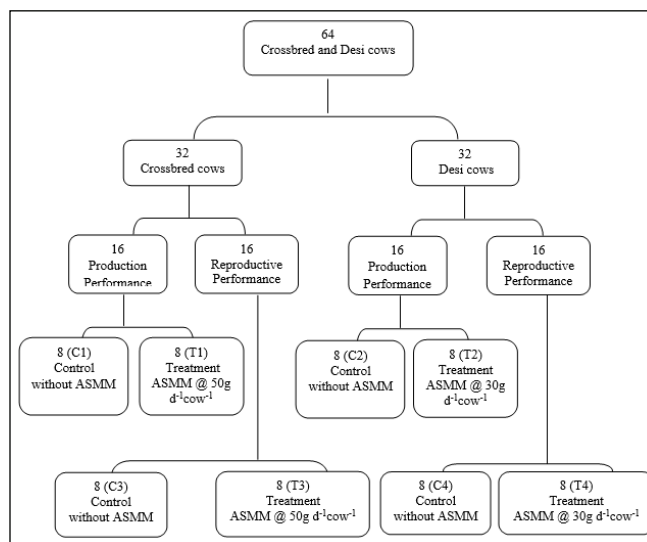 64
Crossbred and Desi cows
32
Crossbred cows
32
Desi cows
16
Production
Performance
16
Reproductive
Performance
16
Production
Performance
16
Reproductive
Performance
8 (C1)
Control
without ASMM
8 (T1)
Treatment
ASMM @ 50g
d⁻¹cow⁻¹
8 (C2)
Control
without ASMM
8 (T2)
Treatment
ASMM @ 30g
d⁻¹cow⁻¹
8 (C3)
Control
without ASMM
8 (T3)
Treatment
ASMM @ 50g d⁻¹cow⁻¹
8 (C4)
Control
without ASMM
8 (T4)
Treatment
ASMM @ 30g d⁻¹cow⁻¹